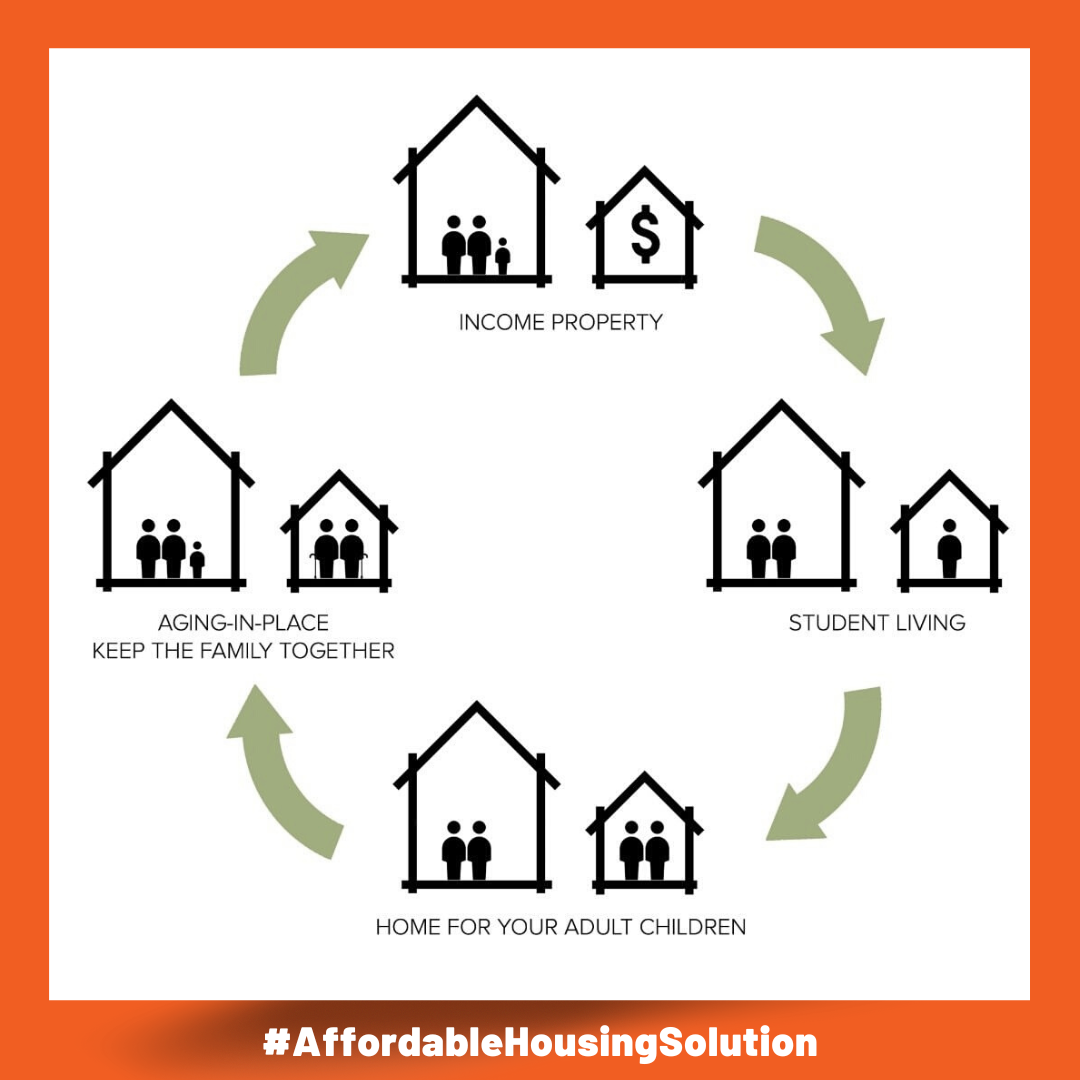 $
INCOME PROPERTY
AGING-IN-PLACE
KEEP THE FAMILY TOGETHER
STUDENT LIVING
HOME FOR YOUR ADULT CHILDREN
#AffordableHousingSolution